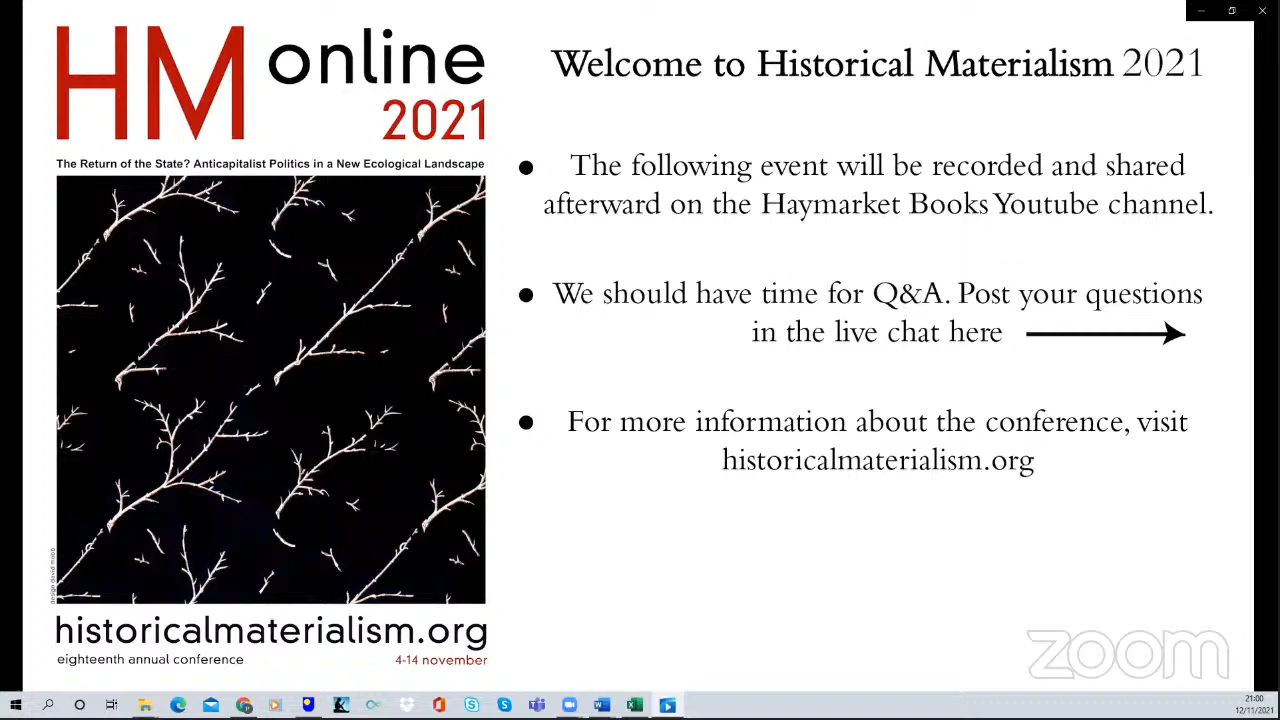 HM online
2021
The Return of the State? Anticapitalist Politics in a New Ecological Landscape
design david mabb
historicalmaterialism.org
eighteenth annual conference
4-14 november
Welcome to Historical Materialism 2021
● The following event will be recorded and shared
afterward on the Haymarket Books Youtube channel.
● We should have time for Q&A. Post your questions
in the live chat here
● For more information about the conference, visit
historicalmaterialism.org
zoom
21:00
12/11/2021